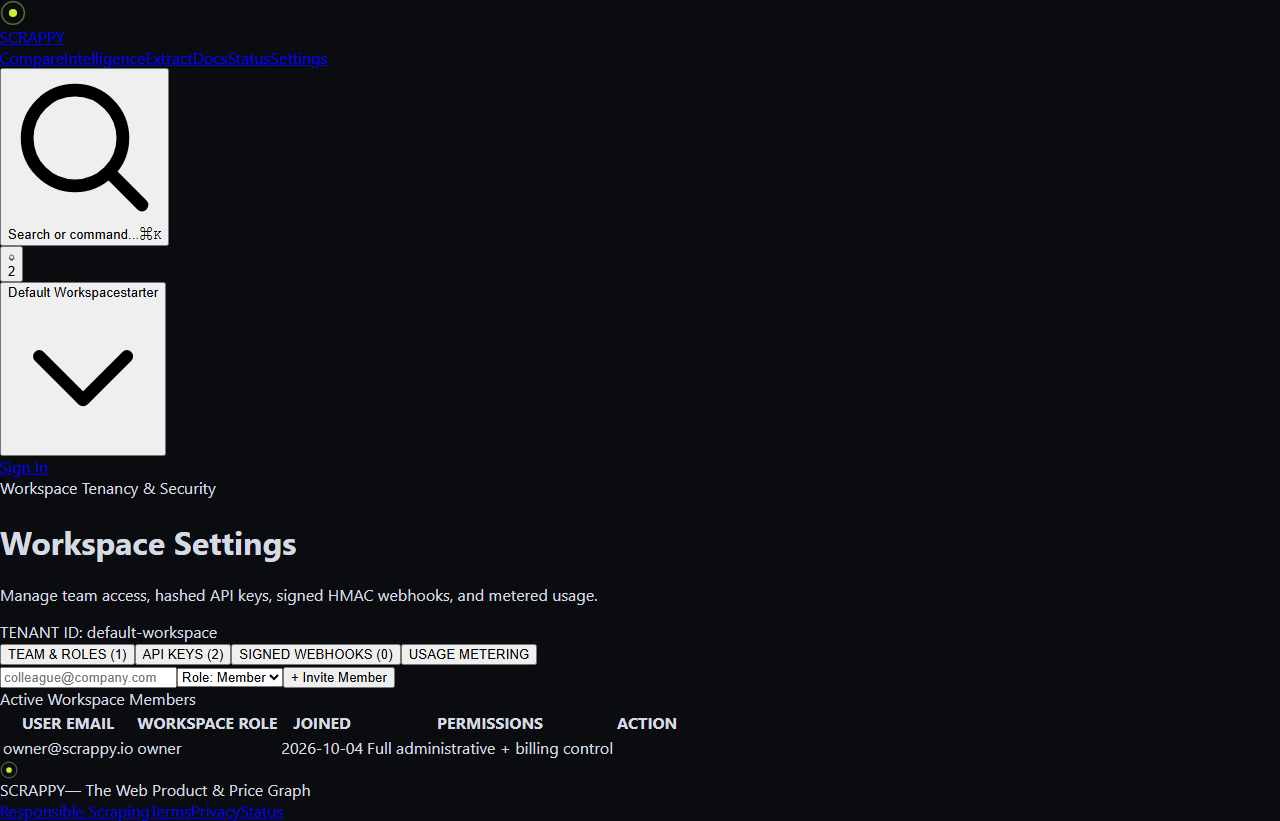 SCRAPPY
CompareIntelligenceExtractDocsStatusSettings
Search or command...⌘K
2
Default Workspacestarter
Sign In
Workspace Tenancy & Security
Workspace Settings
Manage team access, hashed API keys, signed HMAC webhooks, and metered usage.
TENANT ID: default-workspace
TEAM & ROLES (1) API KEYS (2) SIGNED WEBHOOKS (0) USAGE METERING
colleague@company.com Role: Member + Invite Member
Active Workspace Members
USER EMAIL WORKSPACE ROLE JOINED PERMISSIONS ACTION
owner@scrappy.io owner 2026-10-04 Full administrative + billing control
SCRAPPY— The Web Product & Price Graph
Responsible ScrapingTermsPrivacyStatus